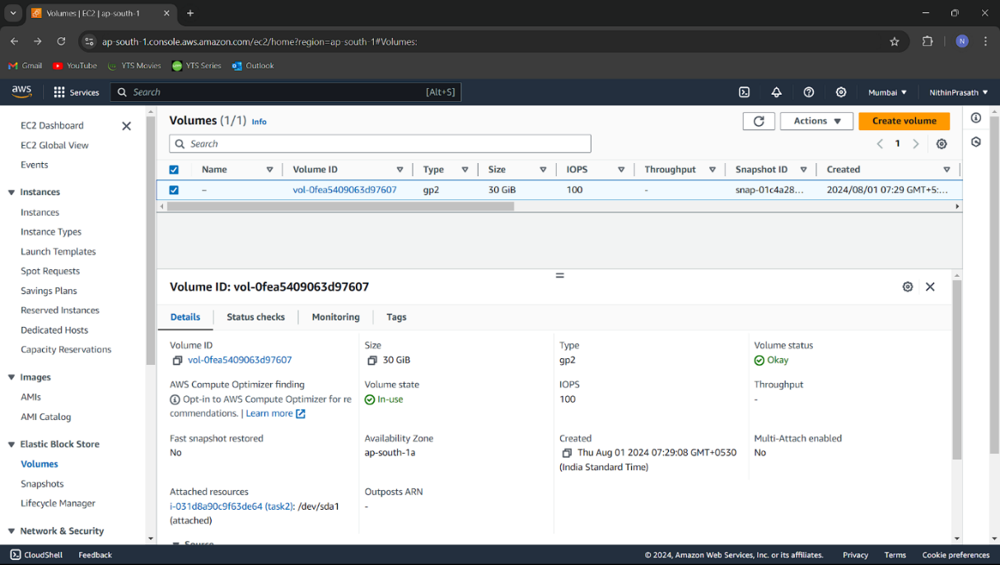 Volumes | EC2 | ap-south-1
ap-south-1.console.aws.amazon.com/ec2/home?region=ap-south-1#Volumes:
N
Gmail
YouTube
YTS Movies
YTS Series
Outlook
aws
Services
Search
[Alt+S]
Mumbai
NithinPrasath
EC2 Dashboard
EC2 Global View
Events
Instances
Instances
Instance Types
Launch Templates
Spot Requests
Savings Plans
Reserved Instances
Dedicated Hosts
Capacity Reservations
Images
AMIs
AMI Catalog
Elastic Block Store
Volumes
Snapshots
Lifecycle Manager
Network & Security
Volumes (1/1) Info
Actions
Create volume
Search
1
Name Volume ID Type Size IOPS Throughput Snapshot ID Created
– vol-0fea5409063d97607 gp2 30 GiB 100 - snap-01c4a28... 2024/08/01 07:29 GMT+5:...
Volume ID: vol-0fea5409063d97607
Details Status checks Monitoring Tags
Volume ID
vol-0fea5409063d97607
Size
30 GiB
Type
gp2
Volume status
Okay
AWS Compute Optimizer finding
Opt-in to AWS Compute Optimizer for re
commendations. | Learn more
Volume state
In-use
IOPS
100
Throughput
-
Fast snapshot restored
No
Availability Zone
ap-south-1a
Created
Thu Aug 01 2024 07:29:08 GMT+0530
(India Standard Time)
Multi-Attach enabled
No
Attached resources
i-031d8a90c9f63de64 (task2): /dev/sda1
(attached)
Outposts ARN
-
Source
CloudShell
Feedback
© 2024, Amazon Web Services, Inc. or its affiliates.
Privacy
Terms
Cookie preferences